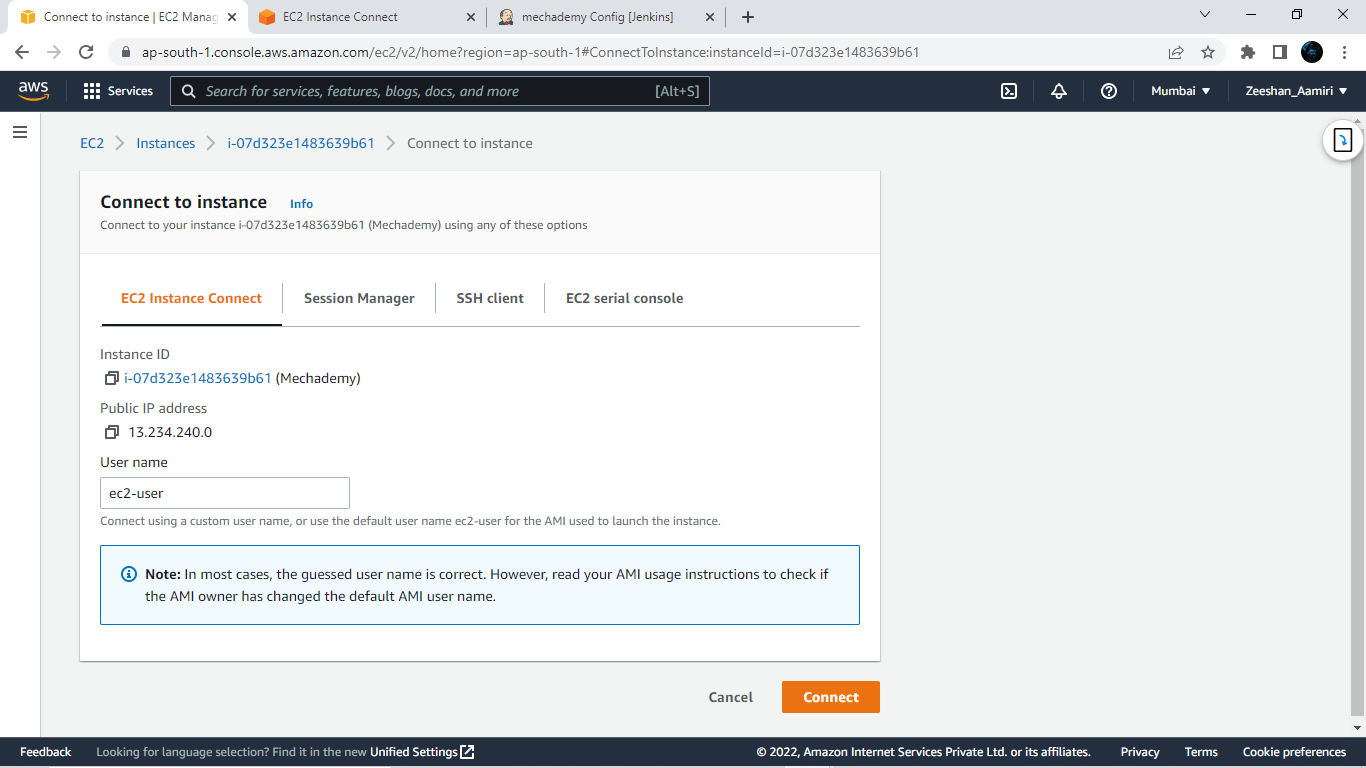 Connect to instance | EC2 Manag
EC2 Instance Connect
mechademy Config [Jenkins]
ap-south-1.console.aws.amazon.com/ec2/v2/home?region=ap-south-1#ConnectToInstance:instanceId=i-07d323e1483639b61
aws
Services
Search for services, features, blogs, docs, and more
[Alt+S]
Mumbai
Zeeshan_Aamiri
EC2
Instances
i-07d323e1483639b61
Connect to instance
Connect to instance
Info
Connect to your instance i-07d323e1483639b61 (Mechademy) using any of these options
EC2 Instance Connect
Session Manager
SSH client
EC2 serial console
Instance ID
i-07d323e1483639b61 (Mechademy)
Public IP address
13.234.240.0
User name
ec2-user
Connect using a custom user name, or use the default user name ec2-user for the AMI used to launch the instance.
Note: In most cases, the guessed user name is correct. However, read your AMI usage instructions to check if
the AMI owner has changed the default AMI user name.
Cancel
Connect
Feedback
Looking for language selection? Find it in the new Unified Settings
© 2022, Amazon Internet Services Private Ltd. or its affiliates.
Privacy
Terms
Cookie preferences